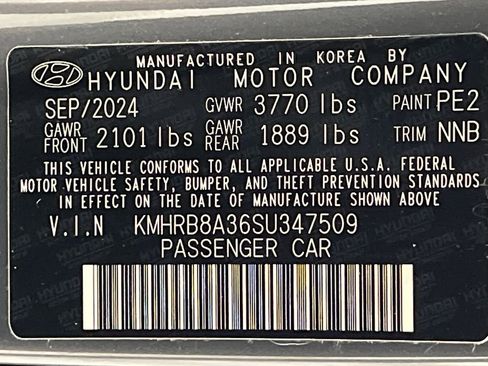 MANUFACTURED IN KOREA BY
HYUNDAI MOTOR COMPANY
SEP/2024 GVWR 3770 lbs PAINT PE2
GAWR FRONT 2101 lbs GAWR REAR 1889 lbs TRIM NNB
THIS VEHICLE CONFORMS TO ALL APPLICABLE U.S. FEDERAL
MOTOR VEHICLE SAFETY, BUMPER, AND THEFT PREVENTION STANDARDS
IN EFFECT ON THE DATE OF MANUFACTURE SHOWN ABOVE
V.I.N KMHRB8A36SU347509
PASSENGER CAR